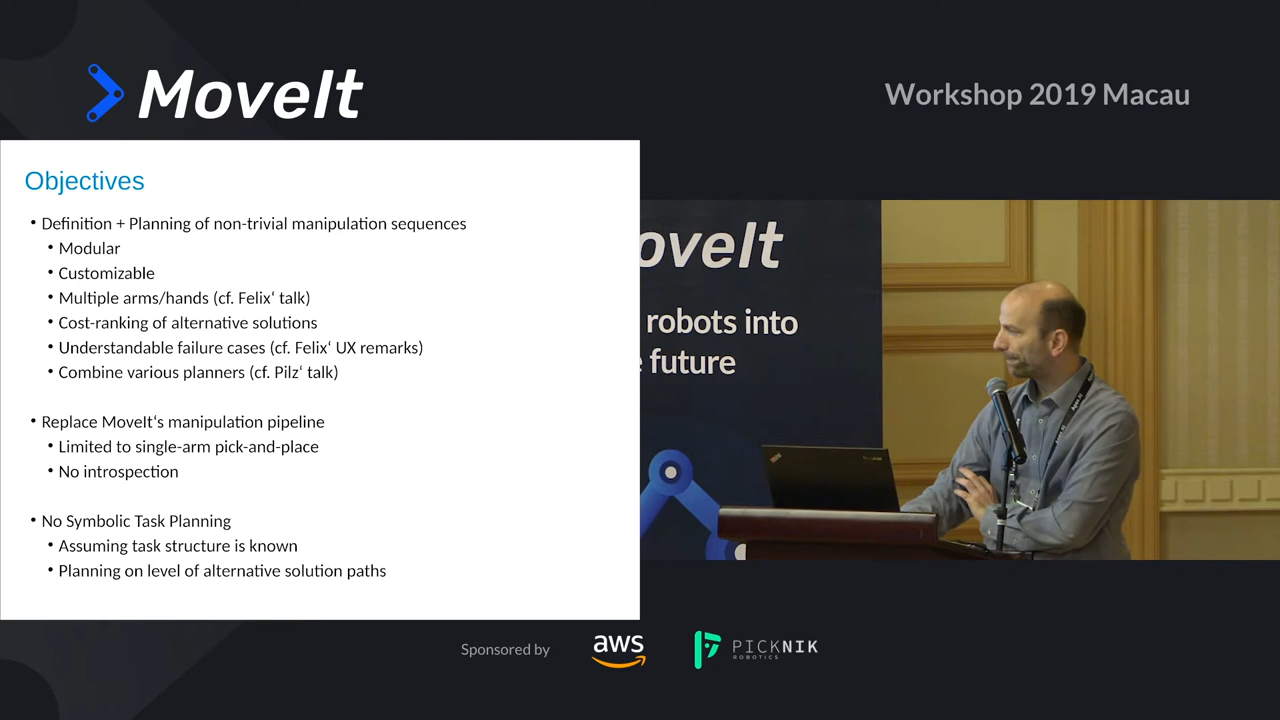 MoveIt
Workshop 2019 Macau
Objectives
• Definition + Planning of non-trivial manipulation sequences
• Modular
• Customizable
• Multiple arms/hands (cf. Felix‘ talk)
• Cost-ranking of alternative solutions
• Understandable failure cases (cf. Felix‘ UX remarks)
• Combine various planners (cf. Pilz‘ talk)
• Replace MoveIt‘s manipulation pipeline
• Limited to single-arm pick-and-place
• No introspection
• No Symbolic Task Planning
• Assuming task structure is known
• Planning on level of alternative solution paths
oveIt
robots into
future
Sponsored by
aws
PICKNIK
ROBOTICS